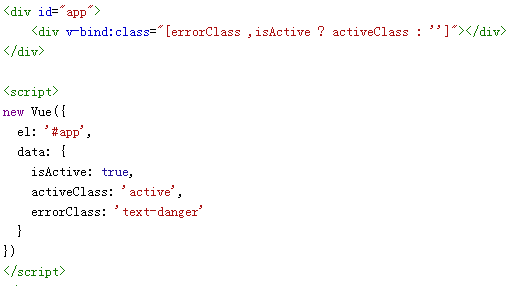 <div id="app">
    <div v-bind:class="[errorClass ,isActive ? activeClass : '']"></div>
</div>

<script>
new Vue({
  el: '#app',
  data: {
    isActive: true,
    activeClass: 'active',
    errorClass: 'text-danger'
  }
})
</script>